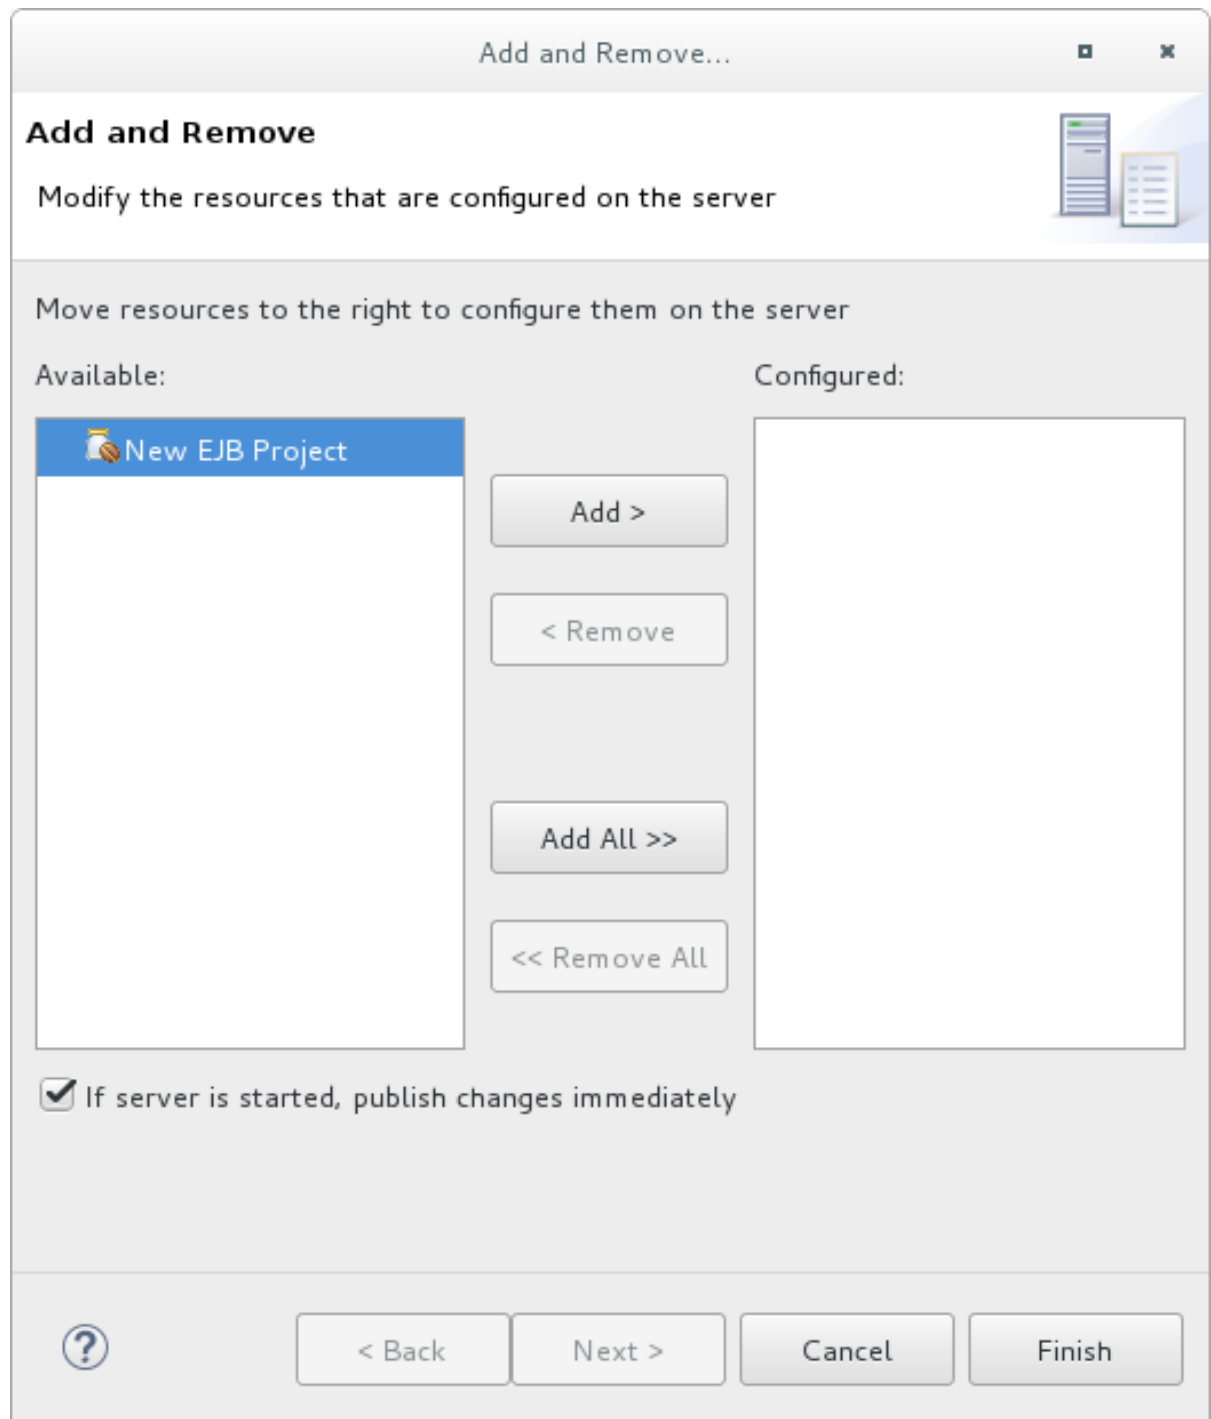 Add and Remove...
Add and Remove
Modify the resources that are configured on the server
Move resources to the right to configure them on the server
Available:
Configured:
New EJB Project
Add >
< Remove
Add All >>
<< Remove All
If server is started, publish changes immediately
?
< Back
Next >
Cancel
Finish